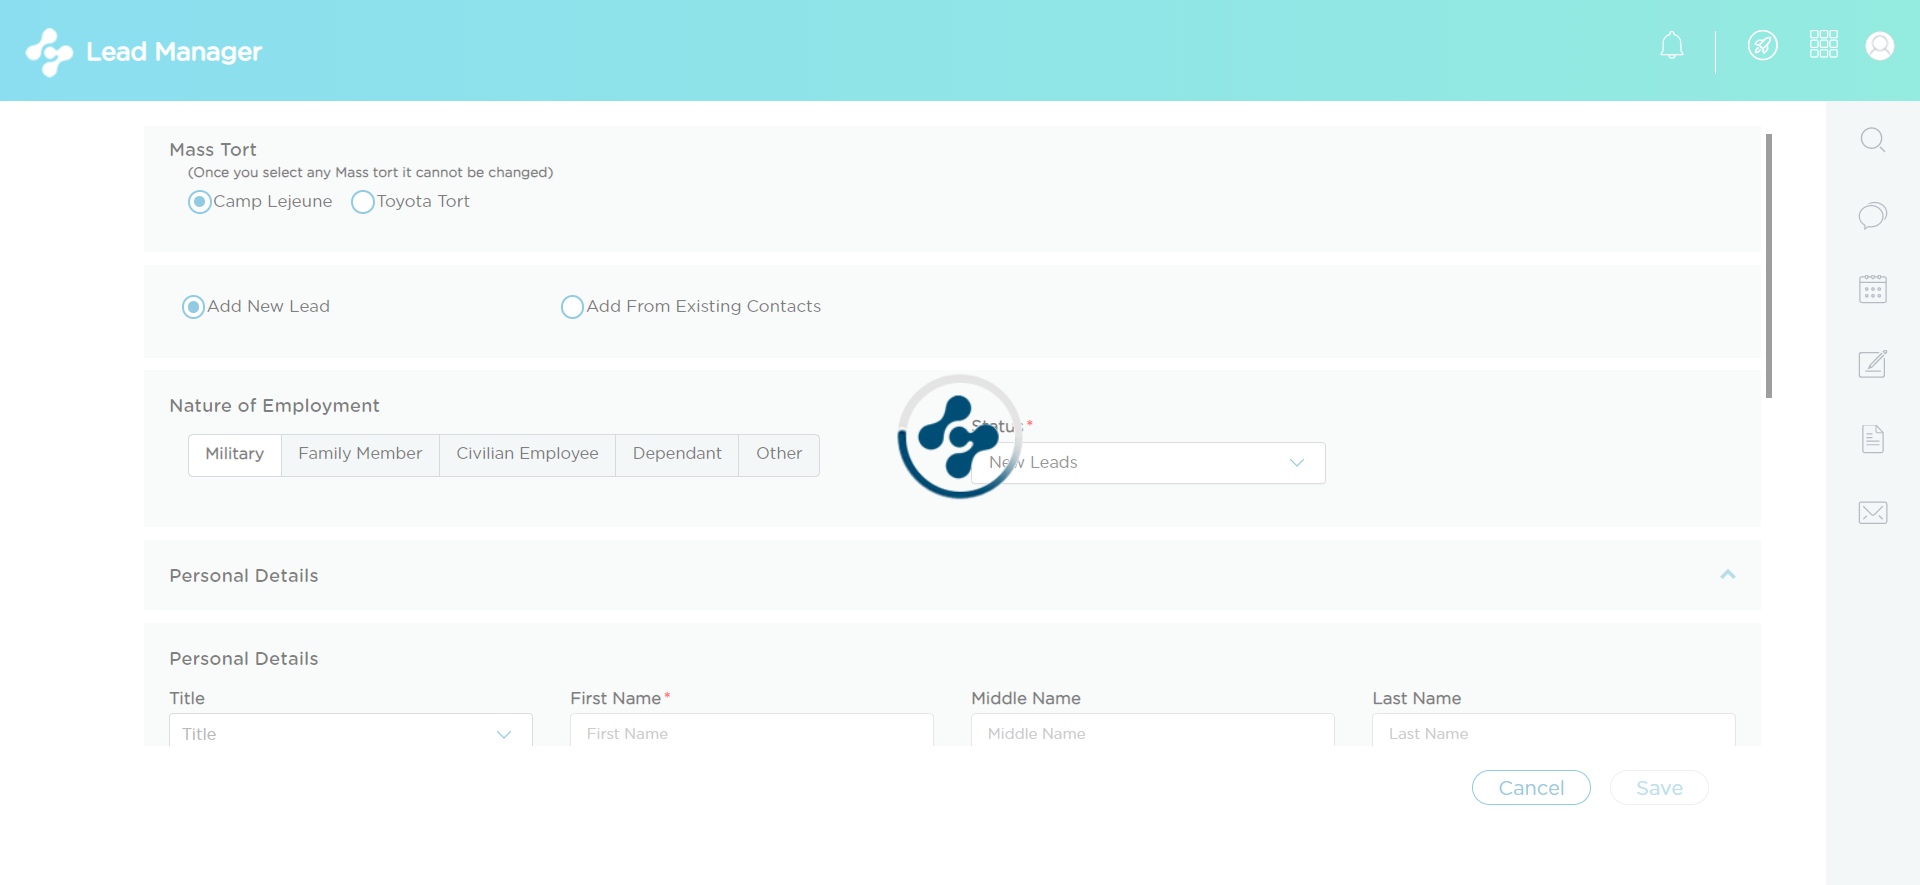 Lead Manager
Mass Tort
(Once you select any Mass tort it cannot be changed)
Camp Lejeune Toyota Tort
Add New Lead Add From Existing Contacts
Nature of Employment
Status*
Military Family Member Civilian Employee Dependant Other
New Leads
Personal Details
Personal Details
Title First Name* Middle Name Last Name
Title First Name Middle Name Last Name
Cancel Save